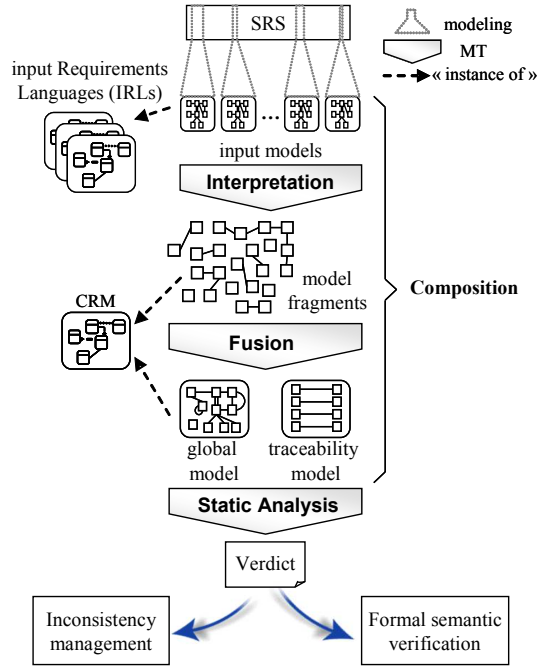 SRS
modeling
MT
« instance of »
input Requirements
Languages (IRLs)
...
input models
Interpretation
model
fragments
CRM
Composition
Fusion
global
model
traceability
model
Static Analysis
Verdict
Inconsistency
management
Formal semantic
verification